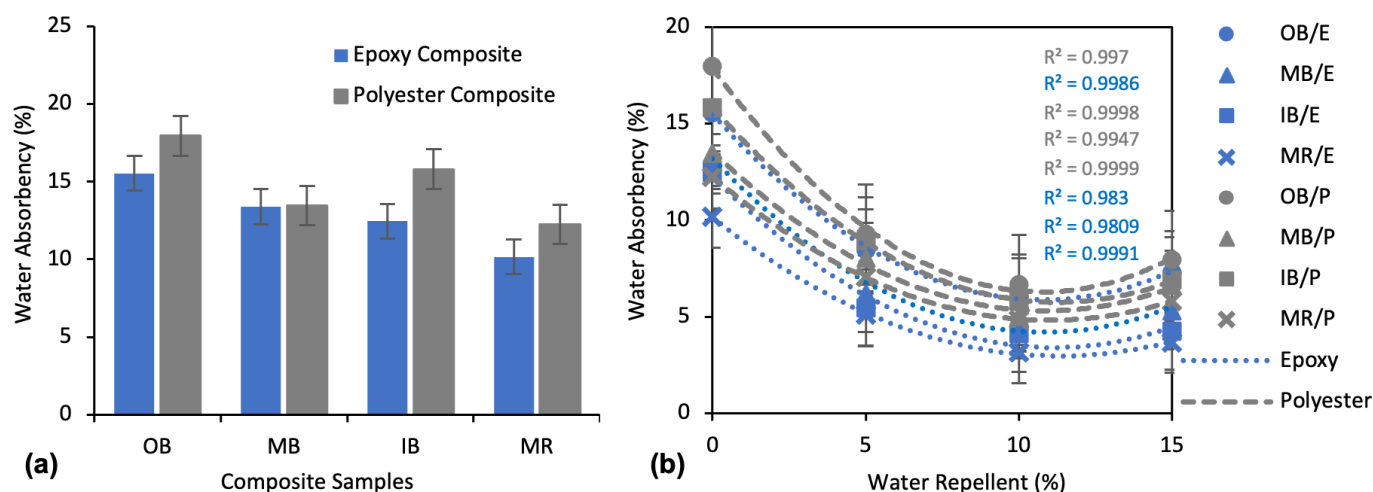 25
20
15
10
5
0
Water Absorbency (%)
Epoxy Composite
Polyester Composite
OB MB IB MR
Composite Samples
(a)
20
15
10
5
0
Water Absorbency (%)
R² = 0.997
R² = 0.9986
R² = 0.9998
R² = 0.9947
R² = 0.9999
R² = 0.983
R² = 0.9809
R² = 0.9991
0 5 10 15
Water Repellent (%)
(b)
OB/E
MB/E
IB/E
MR/E
OB/P
MB/P
IB/P
MR/P
Epoxy
Polyester